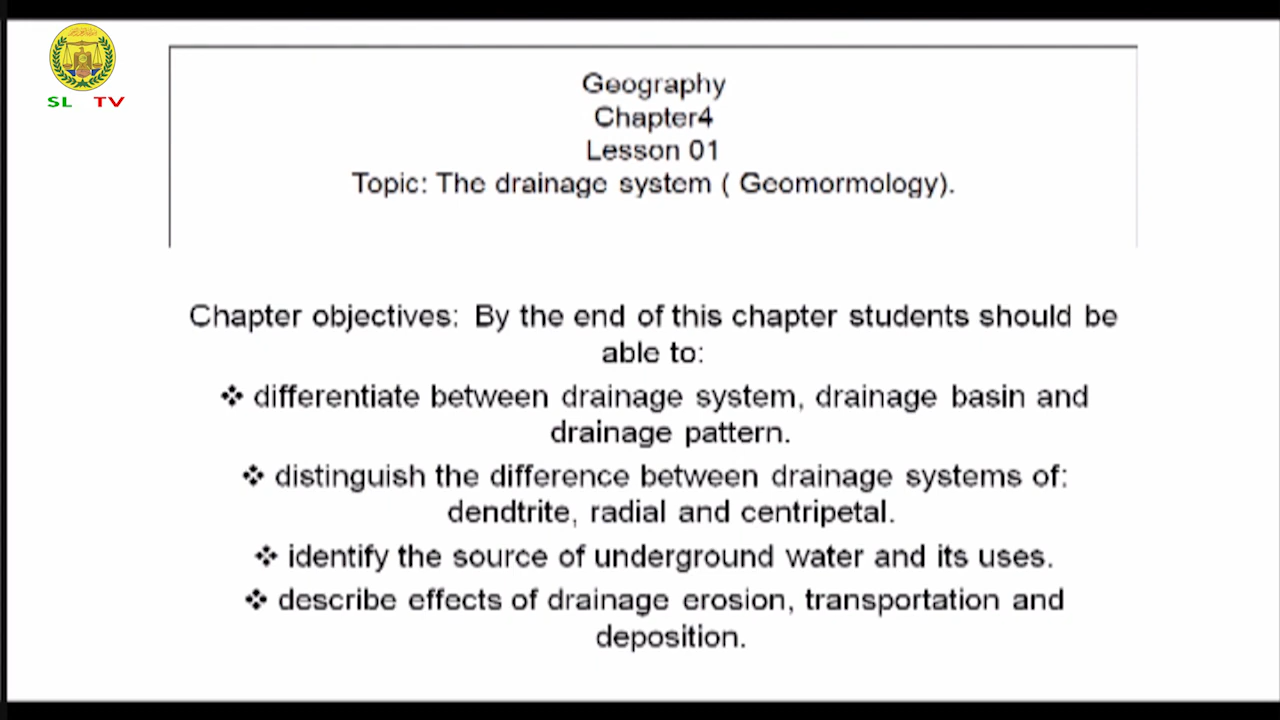 SL TV
Geography
Chapter4
Lesson 01
Topic: The drainage system ( Geomormology).
Chapter objectives: By the end of this chapter students should be
able to:
❖ differentiate between drainage system, drainage basin and
drainage pattern.
❖ distinguish the difference between drainage systems of:
dendtrite, radial and centripetal.
❖ identify the source of underground water and its uses.
❖ describe effects of drainage erosion, transportation and
deposition.